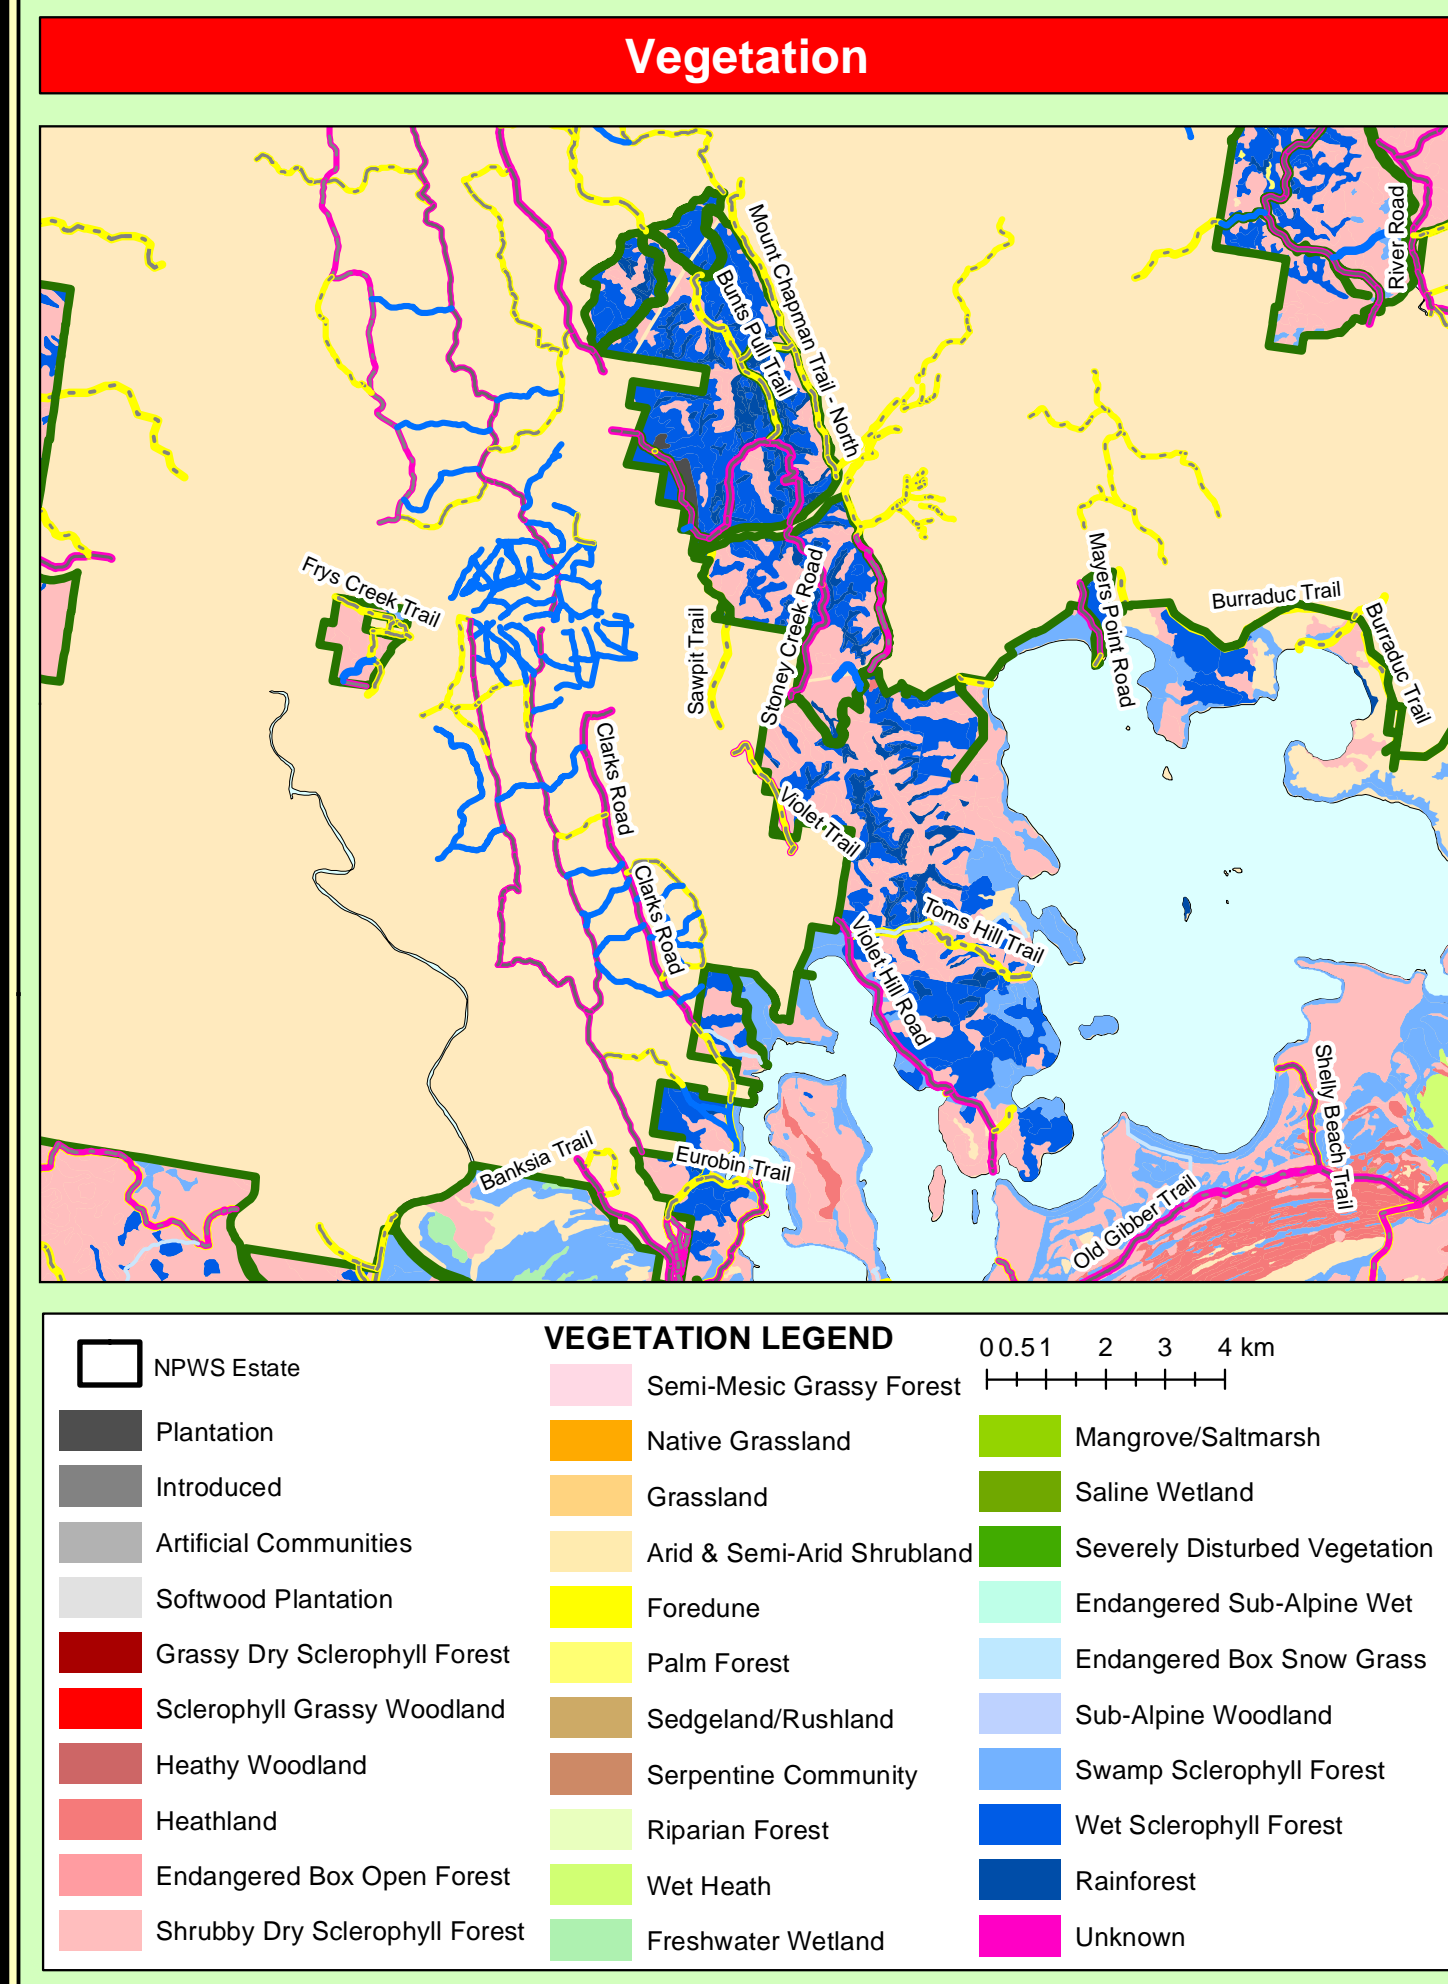 Vegetation
River Road
Mount Chapman Trail - North
Bunts Pull Trail
Frys Creek Trail
Mayers Point Road
Burraduc Trail
Burraduc Trail
Sawpit Trail
Stoney Creek Road
Clarks Road
Violet Trail
Clarks Road
Toms Hill Trail
Violet Hill Road
Shelly Beach Trail
Banksia Trail
Eurobin Trail
Old Gibber Trail
VEGETATION LEGEND
0 0.5 1 2 3 4 km
NPWS Estate
Plantation
Introduced
Artificial Communities
Softwood Plantation
Grassy Dry Sclerophyll Forest
Sclerophyll Grassy Woodland
Heathy Woodland
Heathland
Endangered Box Open Forest
Shrubby Dry Sclerophyll Forest
Semi-Mesic Grassy Forest
Native Grassland
Grassland
Arid & Semi-Arid Shrubland
Foredune
Palm Forest
Sedgeland/Rushland
Serpentine Community
Riparian Forest
Wet Heath
Freshwater Wetland
Mangrove/Saltmarsh
Saline Wetland
Severely Disturbed Vegetation
Endangered Sub-Alpine Wet
Endangered Box Snow Grass
Sub-Alpine Woodland
Swamp Sclerophyll Forest
Wet Sclerophyll Forest
Rainforest
Unknown